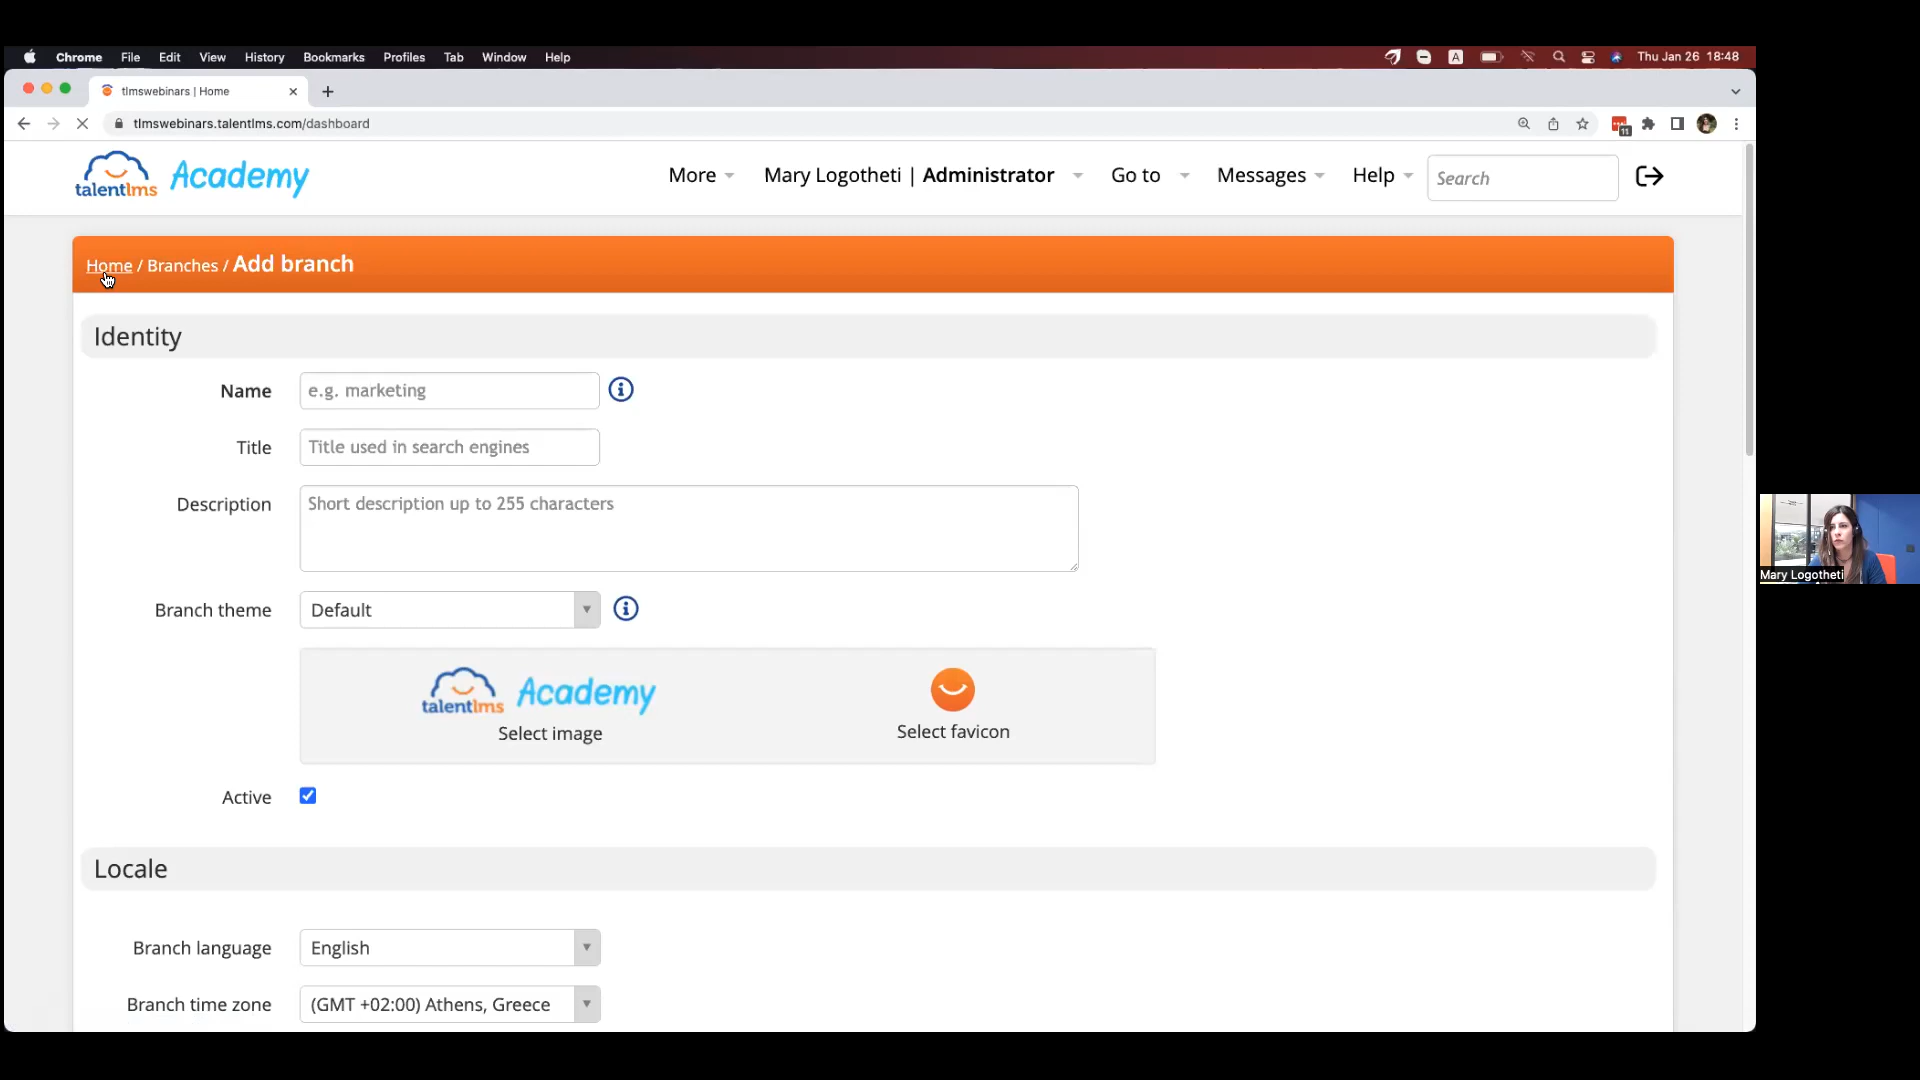 Chrome File Edit View History Bookmarks Profiles Tab Window Help A Thu Jan 26 18:48
tlmswebinars | Home
tlmswebinars.talentlms.com/dashboard 11
talentlms Academy More Mary Logotheti | Administrator Go to Messages Help Search
Home / Branches / Add branch
Identity
Name e.g. marketing
Title Title used in search engines
Description Short description up to 255 characters
Branch theme Default
talentlms Academy
Select image Select favicon
Mary Logotheti
Active
Locale
Branch language English
Branch time zone (GMT +02:00) Athens, Greece